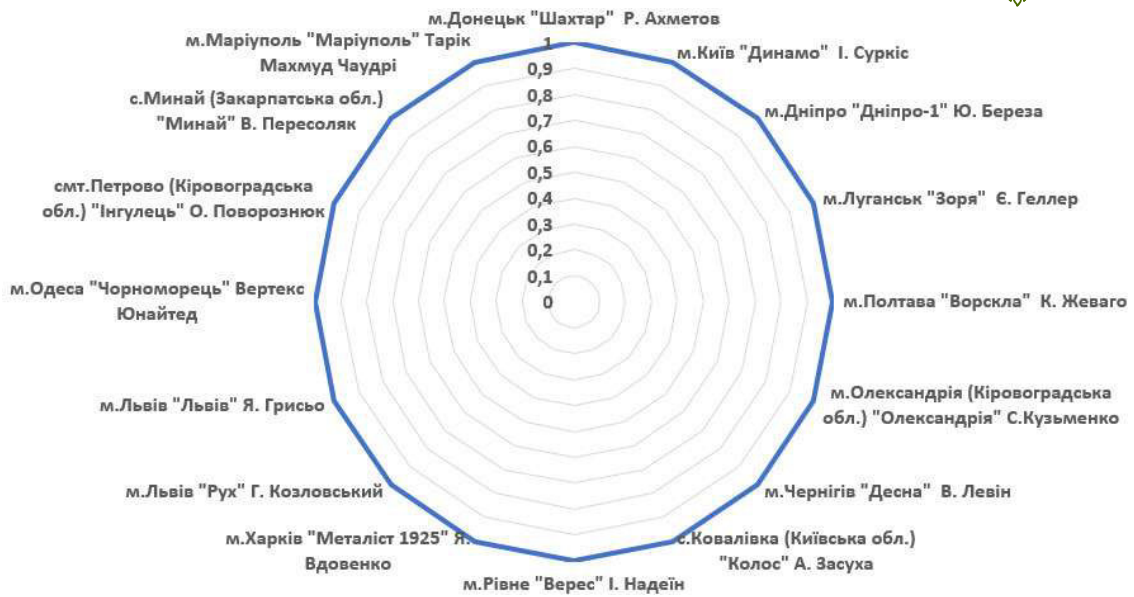 м.Донецьк "Шахтар" Р. Ахметов
м.Київ "Динамо" І. Суркіс
м.Дніпро "Дніпро-1" Ю. Береза
м.Луганськ "Зоря" Є. Геллер
м.Полтава "Ворскла" К. Жеваго
м.Олександрія (Кіровоградська
обл.) "Олександрія" С.Кузьменко
м.Чернігів "Десна" В. Левін
с.Ковалівка (Київська обл.)
"Колос" А. Засуха
м.Рівне "Верес" І. Надеїн
м.Харків "Металіст 1925" Я.
Вдовенко
м.Львів "Рух" Г. Козловський
м.Львів "Львів" Я. Грисьо
м.Одеса "Чорноморець" Вертекс
Юнайтед
смт.Петрово (Кіровоградська
обл.) "Інгулець" О. Поворознюк
с.Минай (Закарпатська обл.)
"Минай" В. Пересоляк
м.Маріуполь "Маріуполь" Тарік
Махмуд Чаудрі
1
0,9
0,8
0,7
0,6
0,5
0,4
0,3
0,2
0,1
0